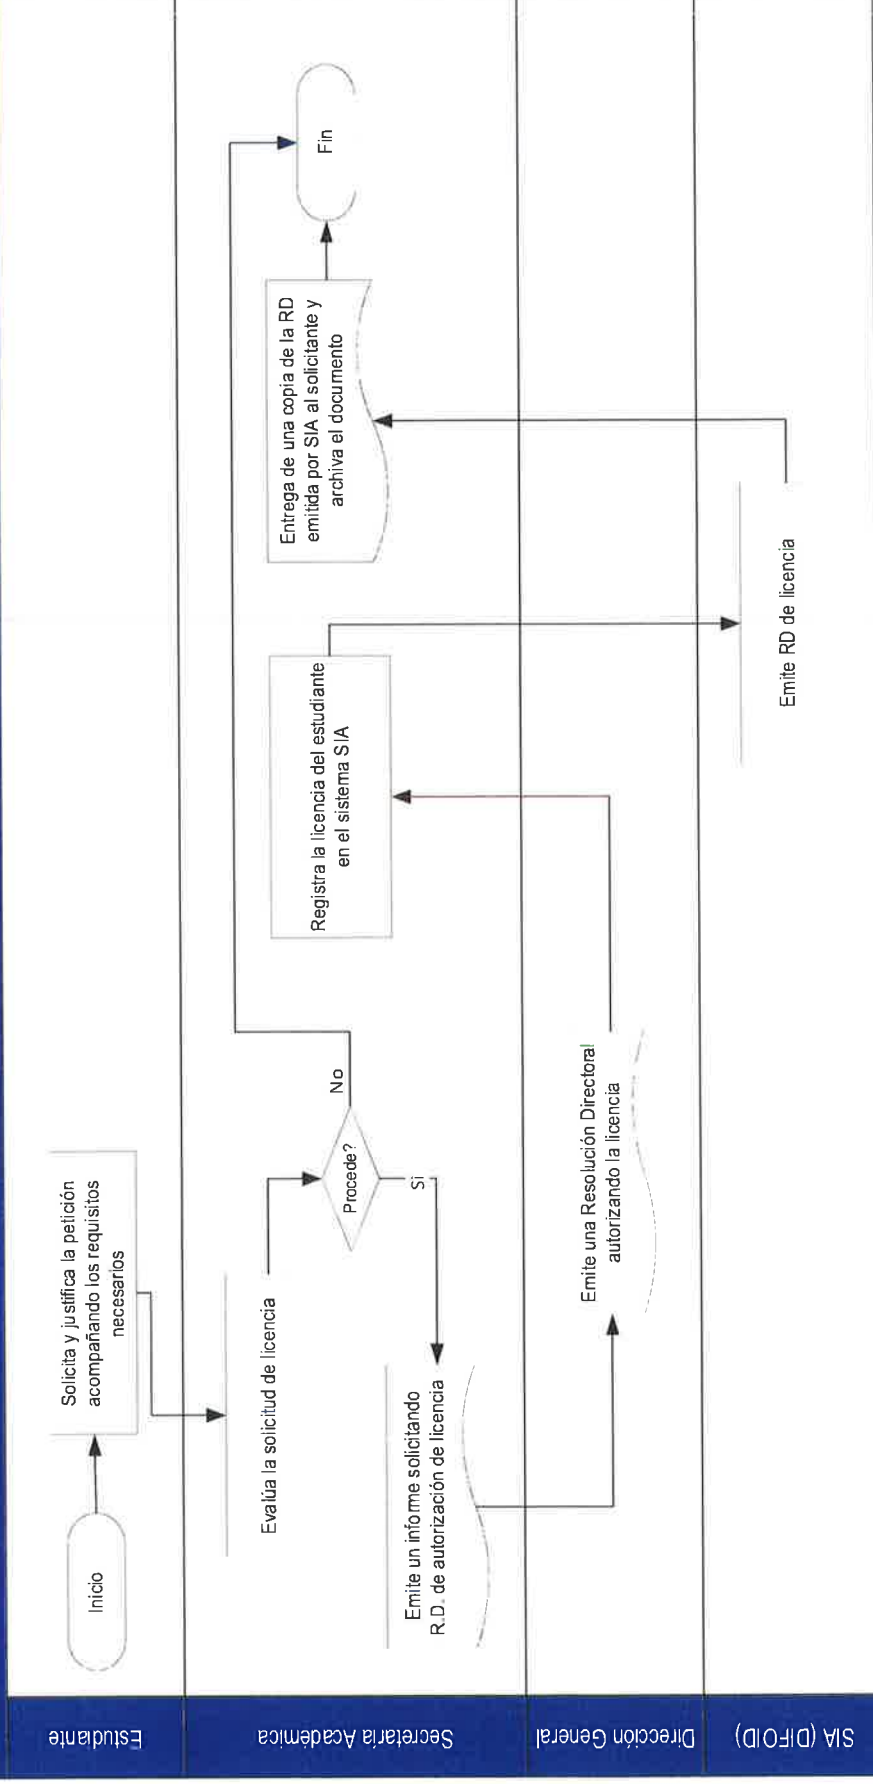 Estudiante
Inicio
Solicita y justifica la petición
acompañando los requisitos
necesarios
Secretaría Académica
Evalúa la solicitud de licencia
Procede?
No
Si
Emite un informe solicitando
R.D. de autorización de licencia
Registra la licencia del estudiante
en el sistema SIA
Entrega de una copia de la RD
emitida por SIA al solicitante y
archiva el documento
Fin
Dirección General
Emite una Resolución Directoral
autorizando la licencia
SIA (DIFOID)
Emite RD de licencia